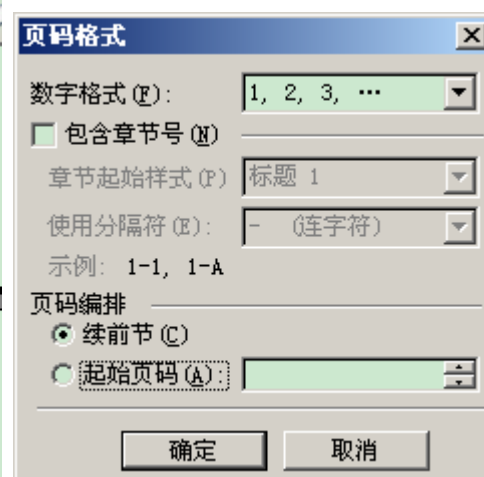 页码格式
数字格式(F): 1, 2, 3, …
包含章节号(N)
章节起始样式(P) 标题 1
使用分隔符(E): - (连字符)
示例: 1-1, 1-A
页码编排
续前节(C)
起始页码(A):
确定 取消